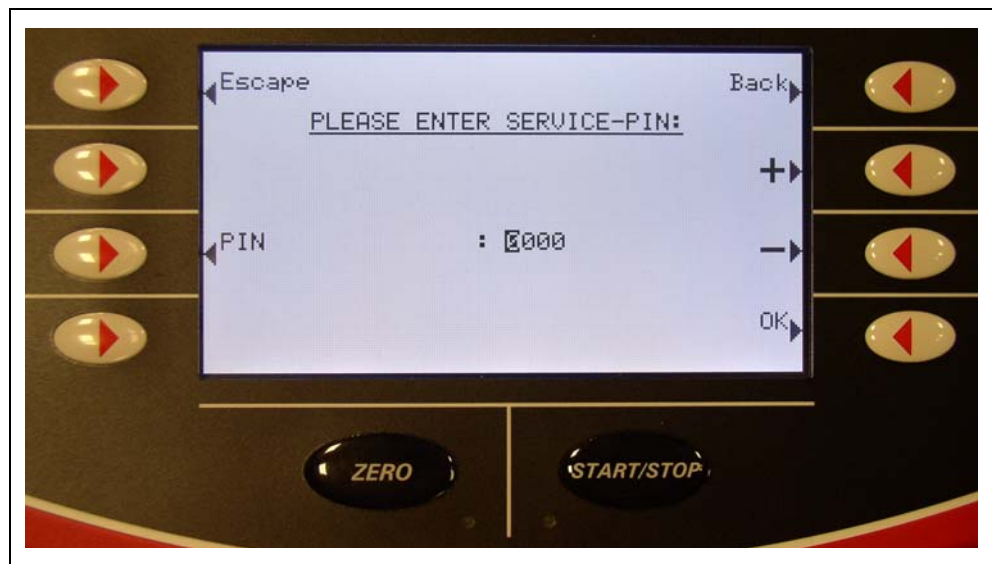 Escape Back
PLEASE ENTER SERVICE-PIN:
+
PIN : 0000 −
OK
ZERO START/STOP